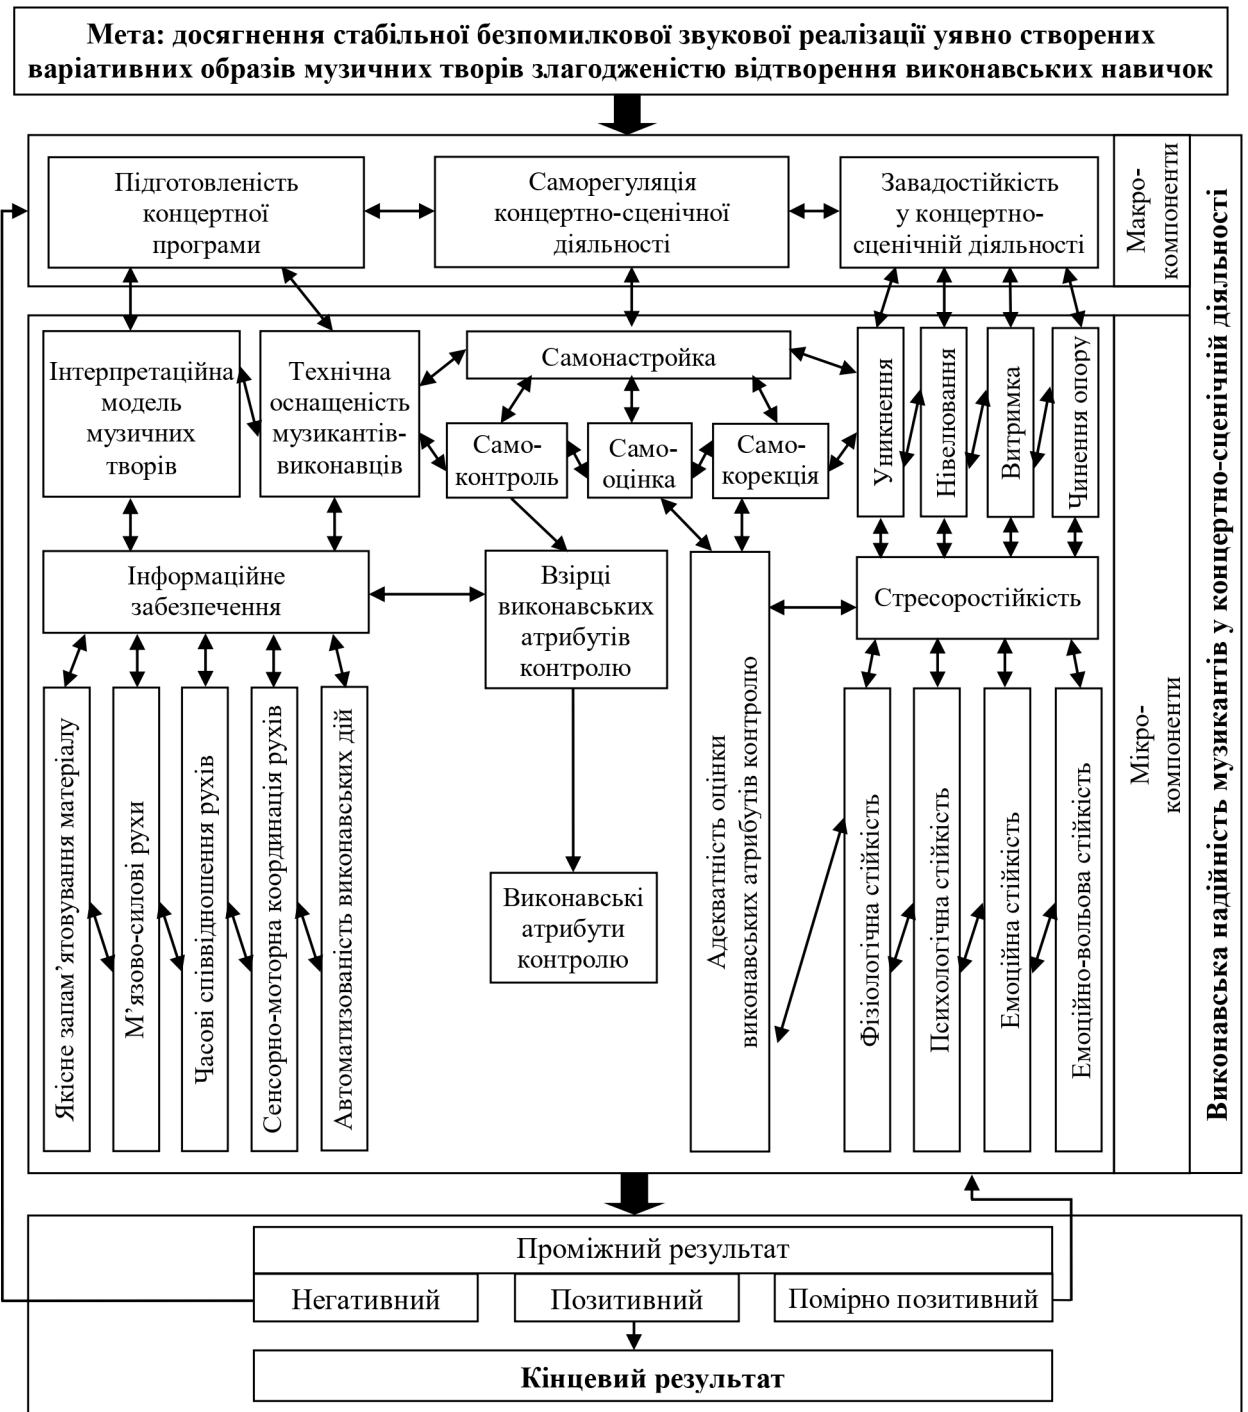 Мета: досягнення стабільної безпомилкової звукової реалізації уявно створених
варіативних образів музичних творів злагодженістю відтворення виконавських навичок
Підготовленість
концертної
програми
Саморегуляція
концертно-сценічної
діяльності
Завадостійкість
у концертно-
сценічній діяльності
Макро-
компоненти
Виконавська надійність музикантів у концертно-сценічній діяльності
Інтерпретаційна
модель
музичних
творів
Технічна
оснащеність
музикантів-
виконавців
Самонастройка
Само-
контроль
Само-
оцінка
Само-
корекція
Уникнення
Нівелювання
Витримка
Чинення опору
Інформаційне
забезпечення
Взірці
виконавських
атрибутів
контролю
Адекватність оцінки
виконавських атрибутів контролю
Стресоростійкість
Мікро-
компоненти
Якісне запам’ятовування матеріалу
М’язово-силові рухи
Часові співвідношення рухів
Сенсорно-моторна координація рухів
Автоматизованість виконавських дій
Виконавські
атрибути
контролю
Фізіологічна стійкість
Психологічна стійкість
Емоційна стійкість
Емоційно-вольова стійкість
Проміжний результат
Негативний
Позитивний
Помірно позитивний
Кінцевий результат